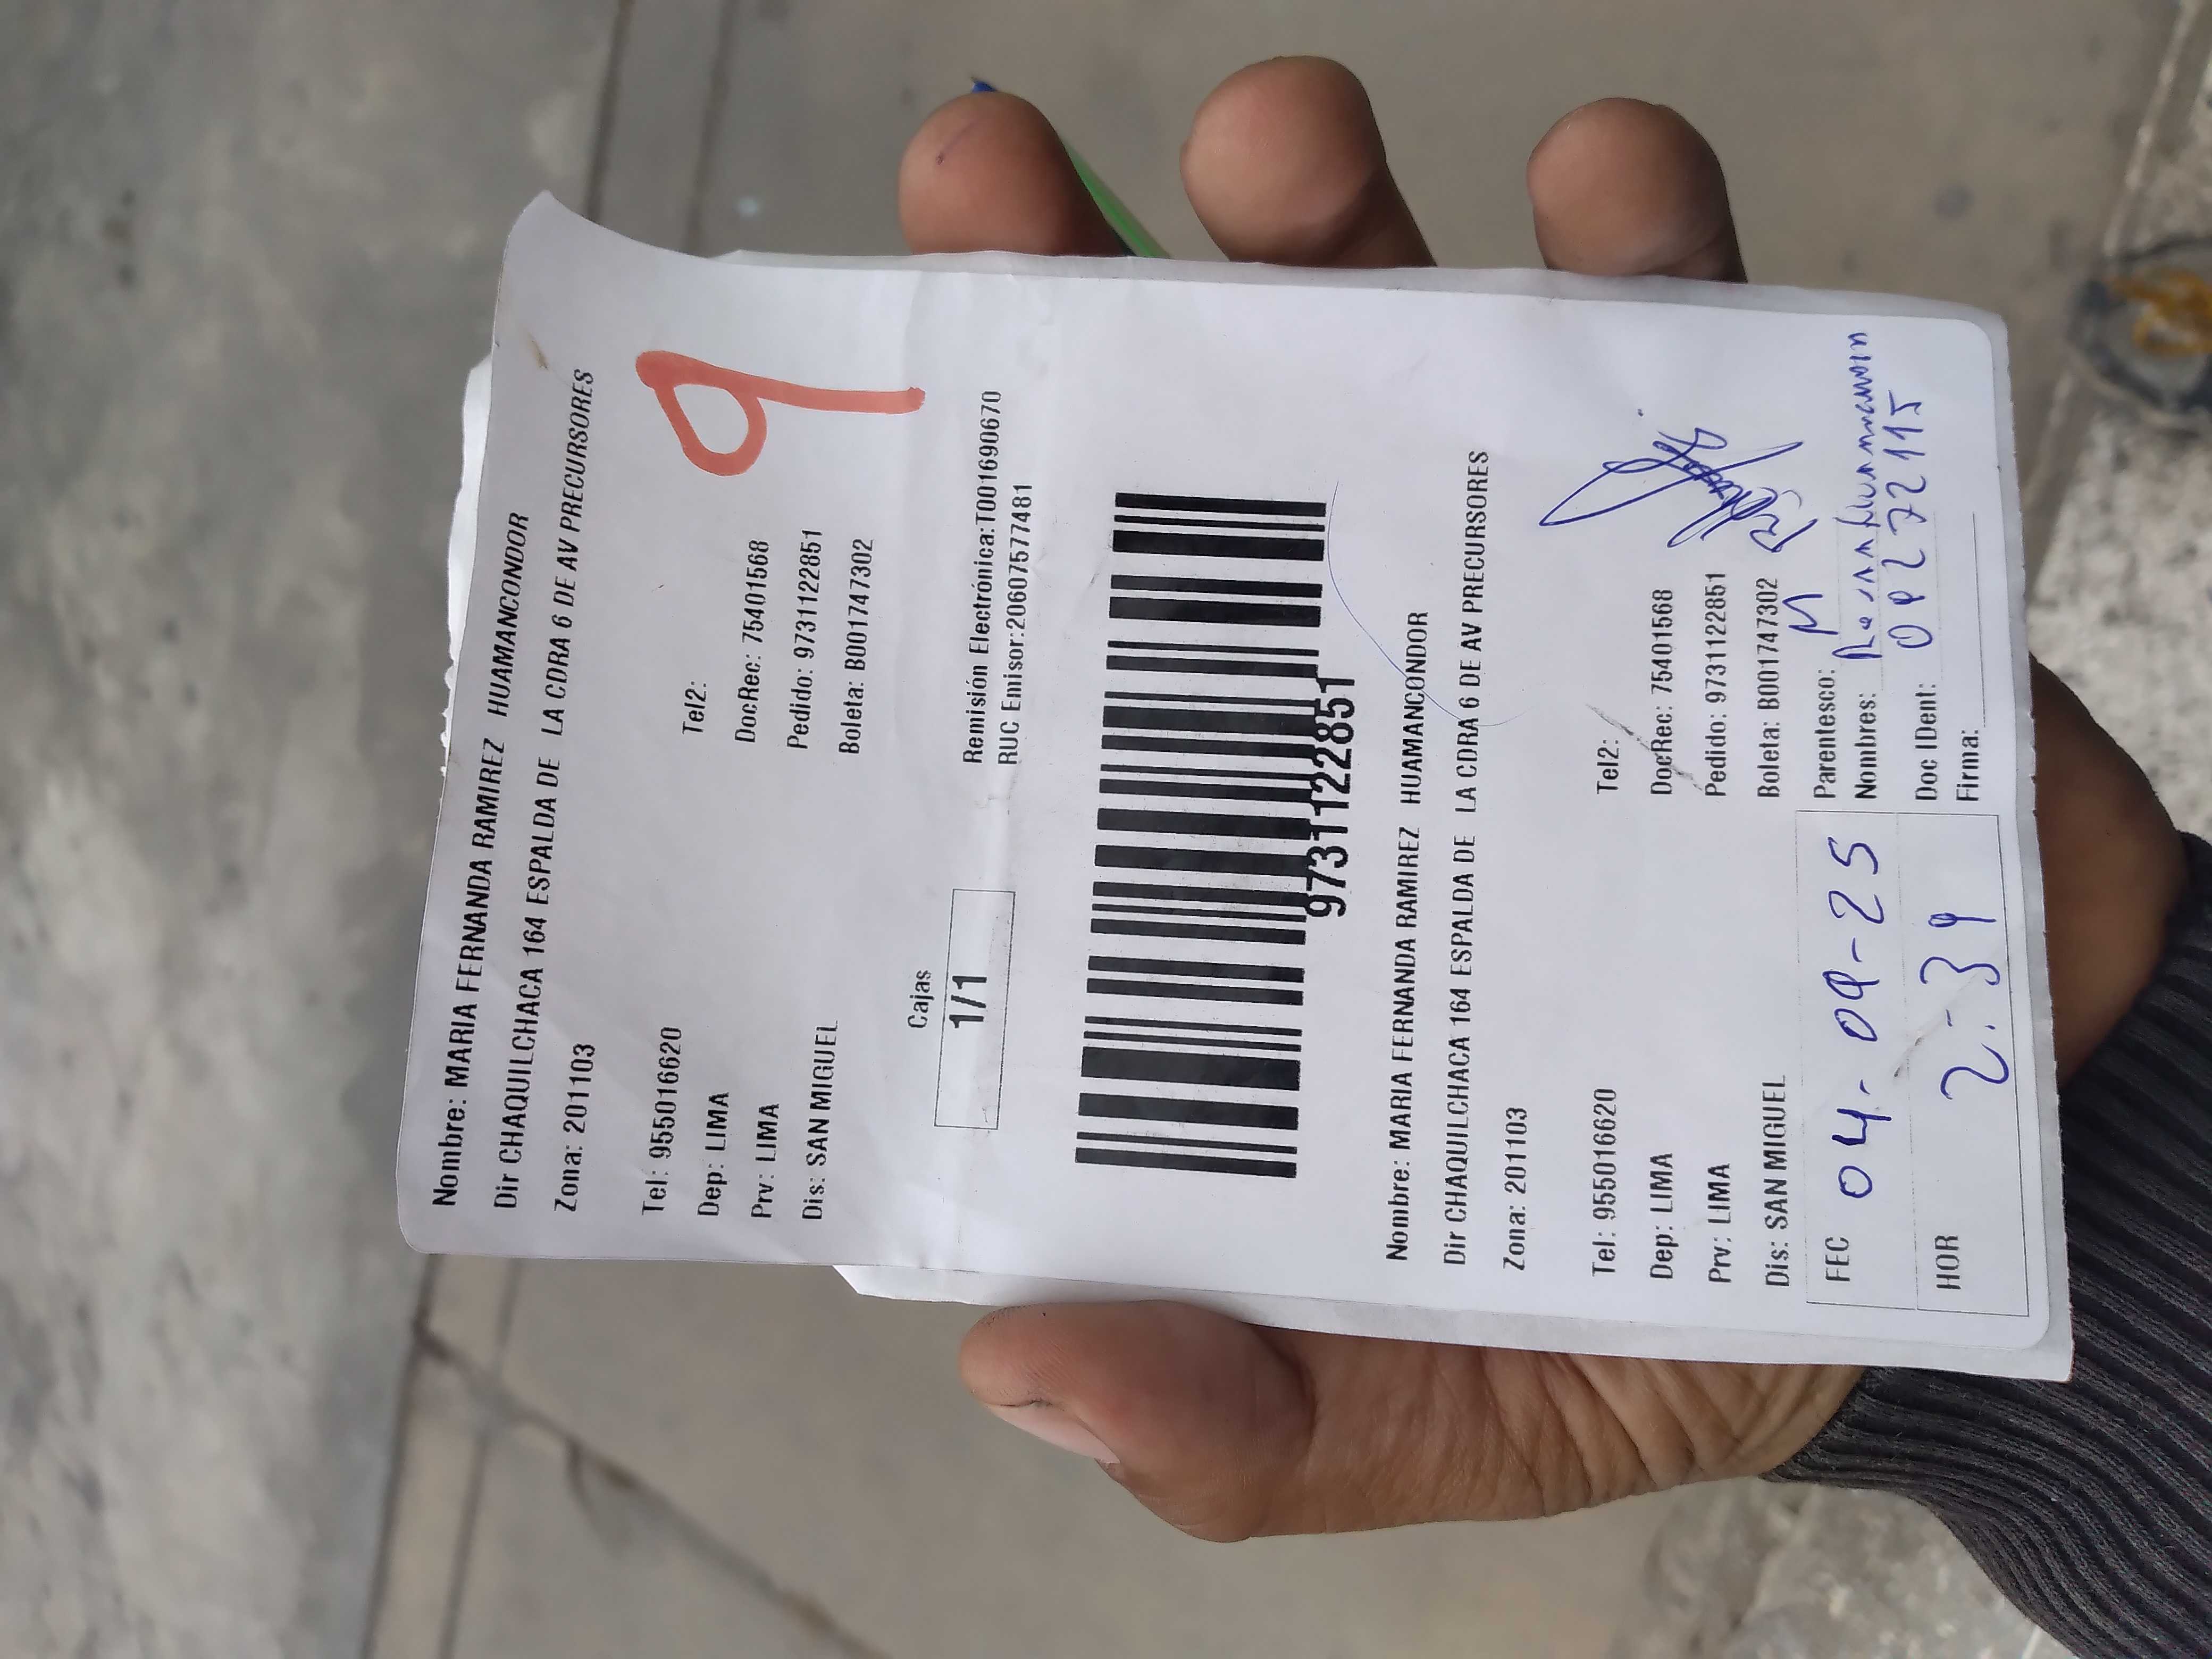 Nombre: MARIA FERNANDA RAMIREZ HUAMANCONDOR
Dir CHAQUILCHACA 164 ESPALDA DE LA CDRA 6 DE AV PRECURSORES
Zona: 201103
9
Tel: 955016620 Tel2:
Dep: LIMA DocRec: 75401568
Prv: LIMA Pedido: 9731122851
Dis: SAN MIGUEL Boleta: B001747302
Cajas
1/1
Remisión Electrónica:T001690670
RUC Emisor:20607577481
9731122851
Nombre: MARIA FERNANDA RAMIREZ HUAMANCONDOR
Dir CHAQUILCHACA 164 ESPALDA DE LA CDRA 6 DE AV PRECURSORES
Zona: 201103
Tel: 955016620 Tel2:
Dep: LIMA DocRec: 75401568
Prv: LIMA Pedido: 9731122851
Dis: SAN MIGUEL Boleta: B001747302
FEC 04-09-25 Parentesco:
Nombres:
HOR 2:39 Doc IDent: 09272115
Firma: